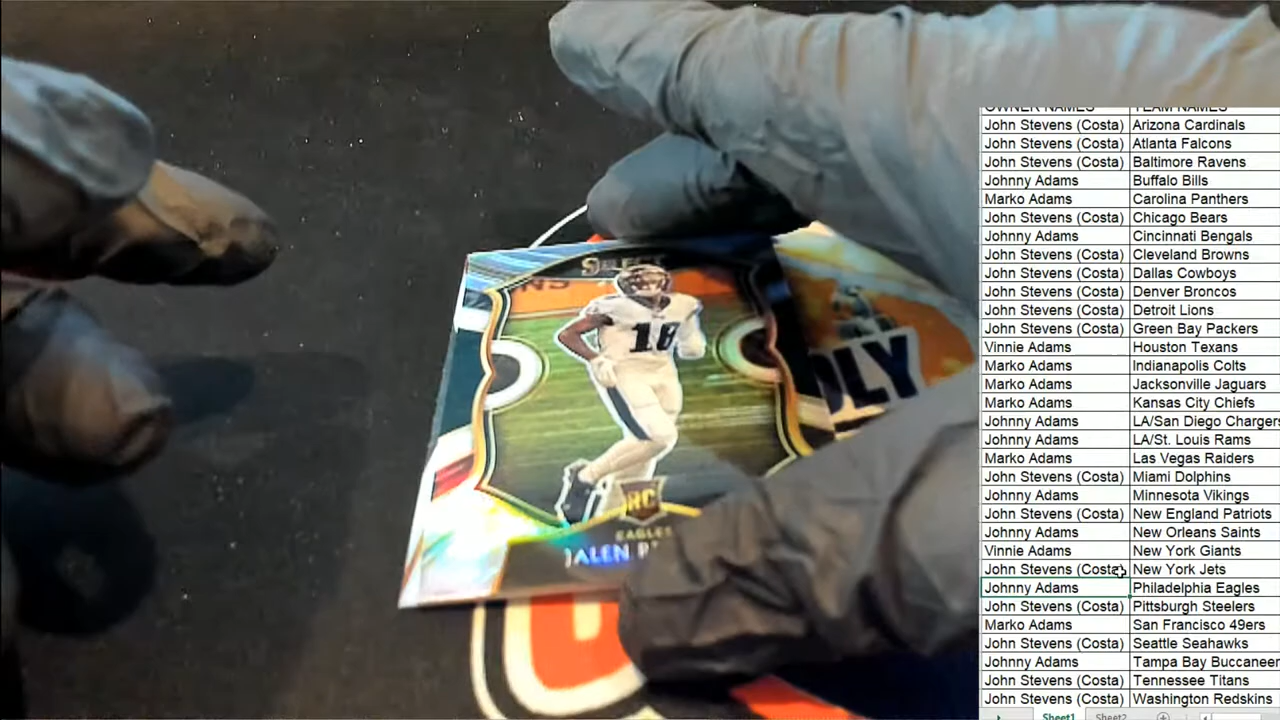 SELECT
NS
18
RC
EAGLES
JALEN
OLY
OWNER NAMES TEAM NAMES
John Stevens (Costa) Arizona Cardinals
John Stevens (Costa) Atlanta Falcons
John Stevens (Costa) Baltimore Ravens
Johnny Adams Buffalo Bills
Marko Adams Carolina Panthers
John Stevens (Costa) Chicago Bears
Johnny Adams Cincinnati Bengals
John Stevens (Costa) Cleveland Browns
John Stevens (Costa) Dallas Cowboys
John Stevens (Costa) Denver Broncos
John Stevens (Costa) Detroit Lions
John Stevens (Costa) Green Bay Packers
Vinnie Adams Houston Texans
Marko Adams Indianapolis Colts
Marko Adams Jacksonville Jaguars
Marko Adams Kansas City Chiefs
Johnny Adams LA/San Diego Chargers
Johnny Adams LA/St. Louis Rams
Marko Adams Las Vegas Raiders
John Stevens (Costa) Miami Dolphins
Johnny Adams Minnesota Vikings
John Stevens (Costa) New England Patriots
Johnny Adams New Orleans Saints
Vinnie Adams New York Giants
John Stevens (Costa) New York Jets
Johnny Adams Philadelphia Eagles
John Stevens (Costa) Pittsburgh Steelers
Marko Adams San Francisco 49ers
John Stevens (Costa) Seattle Seahawks
Johnny Adams Tampa Bay Buccaneer
John Stevens (Costa) Tennessee Titans
John Stevens (Costa) Washington Redskins
Sheet1 Sheet2